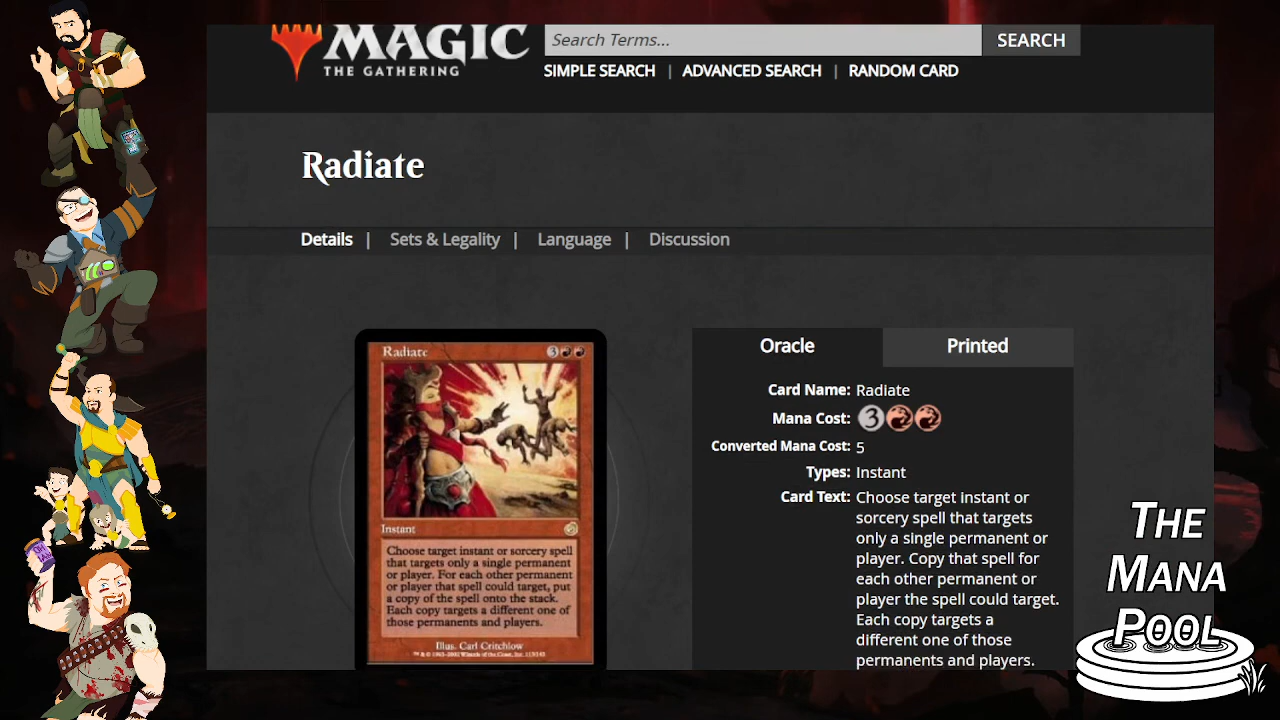 MAGIC
THE GATHERING
Search Terms...
SEARCH
SIMPLE SEARCH | ADVANCED SEARCH | RANDOM CARD
Radiate
Details | Sets & Legality | Language | Discussion
Radiate 3
Instant
Choose target instant or sorcery spell
that targets only a single permanent
or player. For each other permanent
or player that spell could target, put
a copy of the spell onto the stack.
Each copy targets a different one of
those permanents and players.
Illus. Carl Critchlow
Oracle Printed
Card Name: Radiate
Mana Cost: 3
Converted Mana Cost: 5
Types: Instant
Card Text: Choose target instant or
sorcery spell that targets
only a single permanent or
player. Copy that spell for
each other permanent or
player the spell could target.
Each copy targets a
different one of those
permanents and players.
THE
MANA
POOL